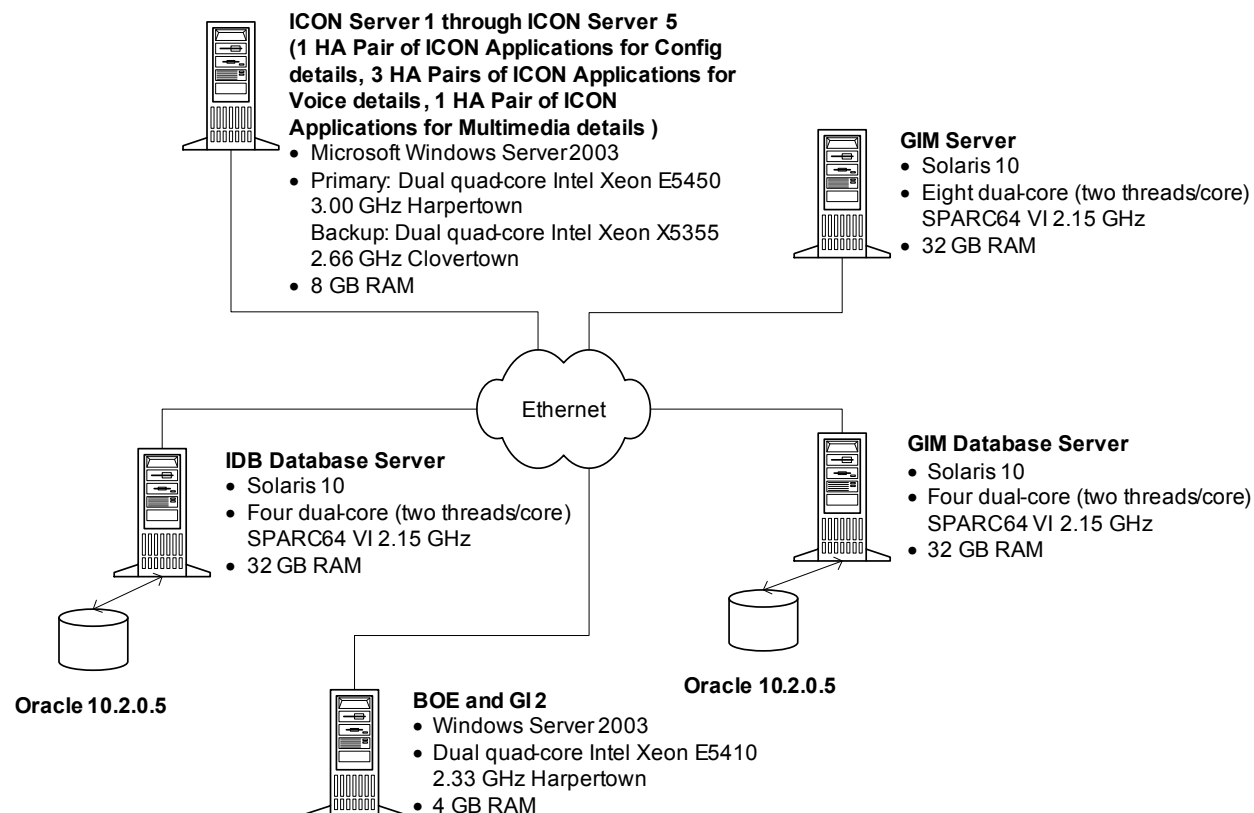 ICON Server 1 through ICON Server 5
(1 HA Pair of ICON Applications for Config
details, 3 HA Pairs of ICON Applications for
Voice details, 1 HA Pair of ICON
Applications for Multimedia details )
• Microsoft Windows Server 2003
• Primary: Dual quad-core Intel Xeon E5450
3.00 GHz Harpertown
Backup: Dual quad-core Intel Xeon X5355
2.66 GHz Clovertown
• 8 GB RAM
GIM Server
• Solaris 10
• Eight dual-core (two threads/core)
SPARC64 VI 2.15 GHz
• 32 GB RAM
Ethernet
IDB Database Server
• Solaris 10
• Four dual-core (two threads/core)
SPARC64 VI 2.15 GHz
• 32 GB RAM
Oracle 10.2.0.5
GIM Database Server
• Solaris 10
• Four dual-core (two threads/core)
SPARC64 VI 2.15 GHz
• 32 GB RAM
Oracle 10.2.0.5
BOE and GI 2
• Windows Server 2003
• Dual quad-core Intel Xeon E5410
2.33 GHz Harpertown
• 4 GB RAM